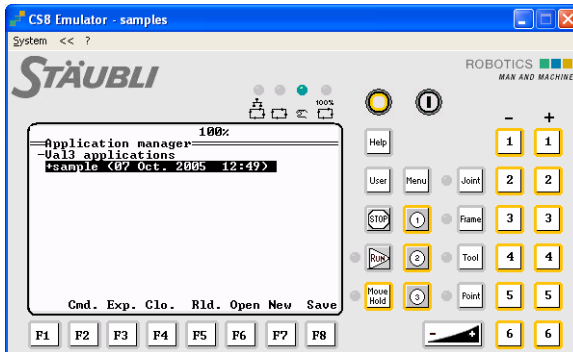 CS8 Emulator - samples
System << ?
STÄUBLI
ROBOTICS
MAN AND MACHINE
100%
100%
Application manager
-Val3 applications
+sample (07 Oct. 2005 12:49)
Cmd. Exp. Clo. Rld. Open New Save
F1 F2 F3 F4 F5 F6 F7 F8
- +
Help 1 1
User Menu Joint 2 2
STOP 1 Frame 3 3
RUN 2 Tool 4 4
Move Hold 3 Point 5 5
- + 6 6